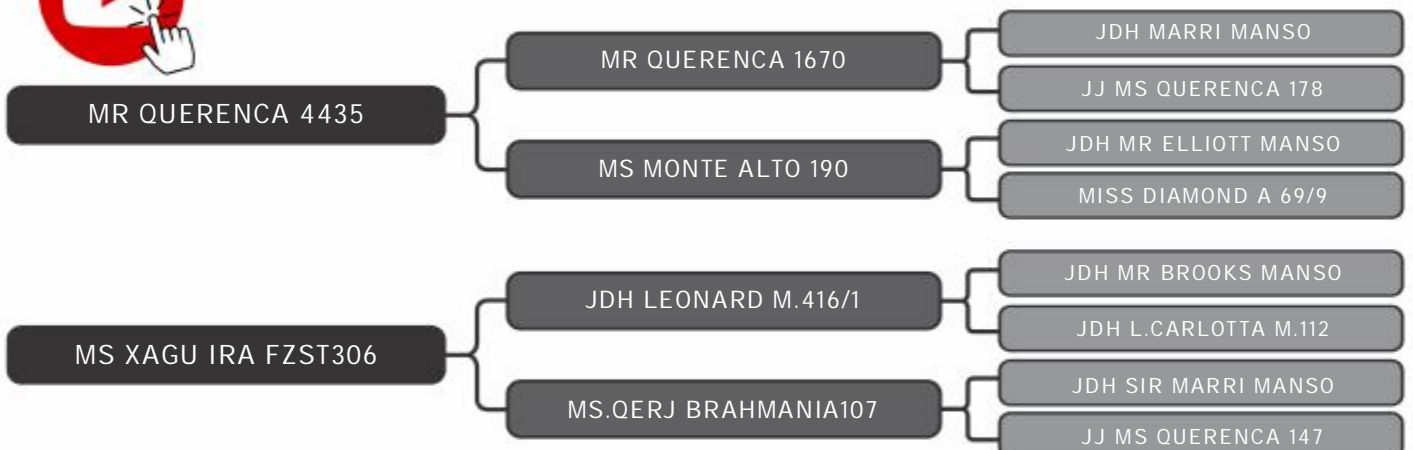 MR QUERENCA 4435
MR QUERENCA 1670
JDH MARRI MANSO
JJ MS QUERENCA 178
MS MONTE ALTO 190
JDH MR ELLIOTT MANSO
MISS DIAMOND A 69/9
MS XAGU IRA FZST306
JDH LEONARD M.416/1
JDH MR BROOKS MANSO
JDH L.CARLOTTA M.112
MS.QERJ BRAHMANIA107
JDH SIR MARRI MANSO
JJ MS QUERENCA 147